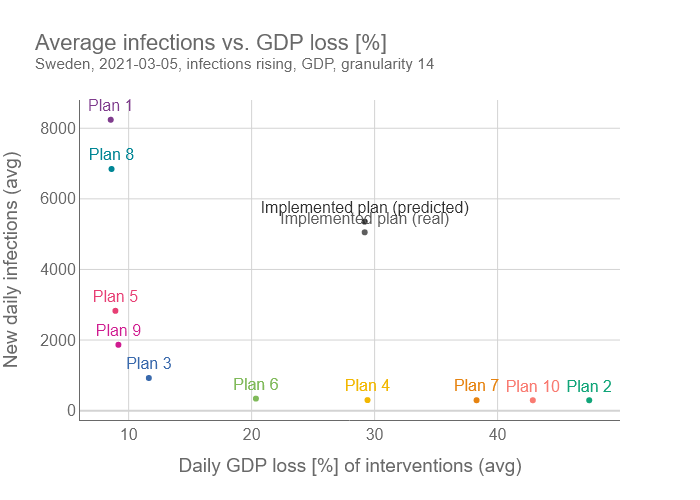 Average infections vs. GDP loss [%]
Sweden, 2021-03-05, infections rising, GDP, granularity 14
New daily infections (avg)
8000
6000
4000
2000
0
Plan 1
Plan 8
Implemented plan (predicted)
Implemented plan (real)
Plan 5
Plan 9
Plan 3
Plan 6
Plan 4
Plan 7
Plan 10
Plan 2
10
20
30
40
Daily GDP loss [%] of interventions (avg)